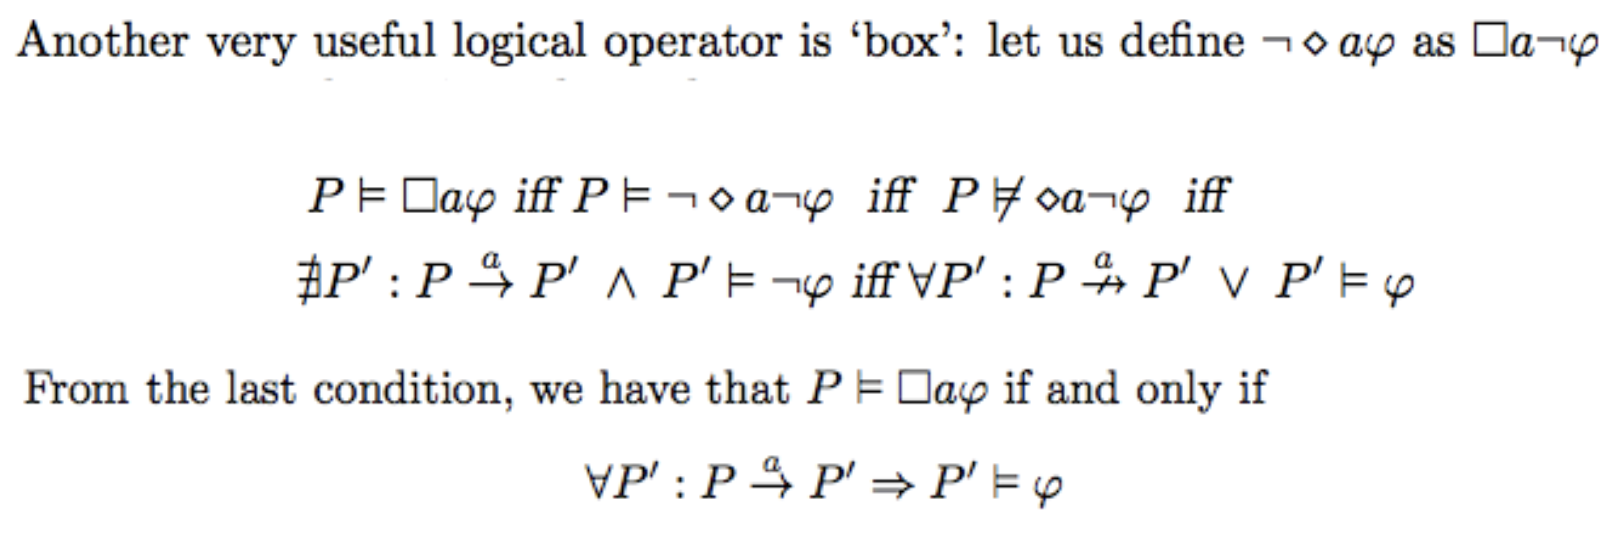 Another very useful logical operator is ‘box’: let us define ¬ ⋄ aφ as □a¬φ
P ⊨ □aφ iff P ⊨ ¬ ⋄ a¬φ iff P ⊭ ⋄a¬φ iff
∄P′ : P →ᵃ P′ ∧ P′ ⊨ ¬φ iff ∀P′ : P ↛ᵃ P′ ∨ P′ ⊨ φ
From the last condition, we have that P ⊨ □aφ if and only if
∀P′ : P →ᵃ P′ ⇒ P′ ⊨ φ